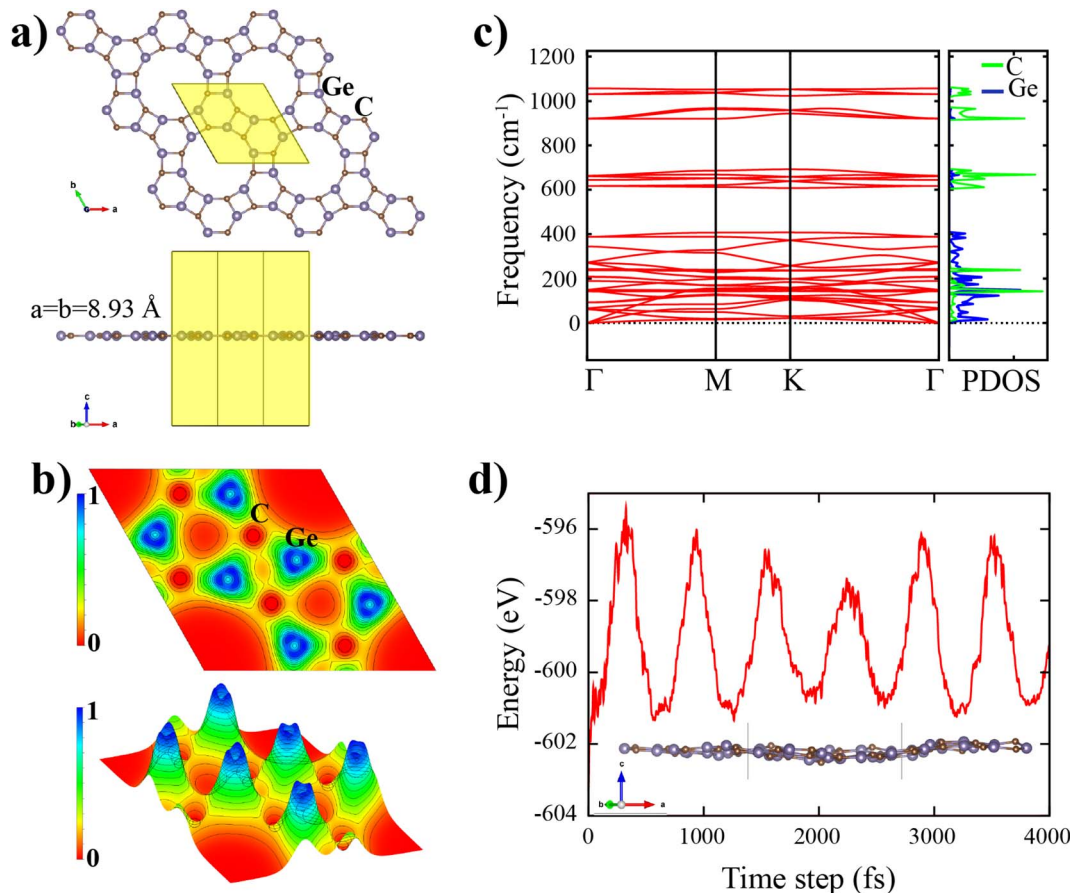 a)
Ge
C
b
a
a=b=8.93 Å
c
b
a
b)
1
0
C
Ge
1
0
c)
Frequency (cm⁻¹)
1200
1000
800
600
400
200
0
Γ
M
K
Γ
C
Ge
PDOS
d)
Energy (eV)
-596
-598
-600
-602
-604
c
b
a
0
1000
2000
3000
4000
Time step (fs)